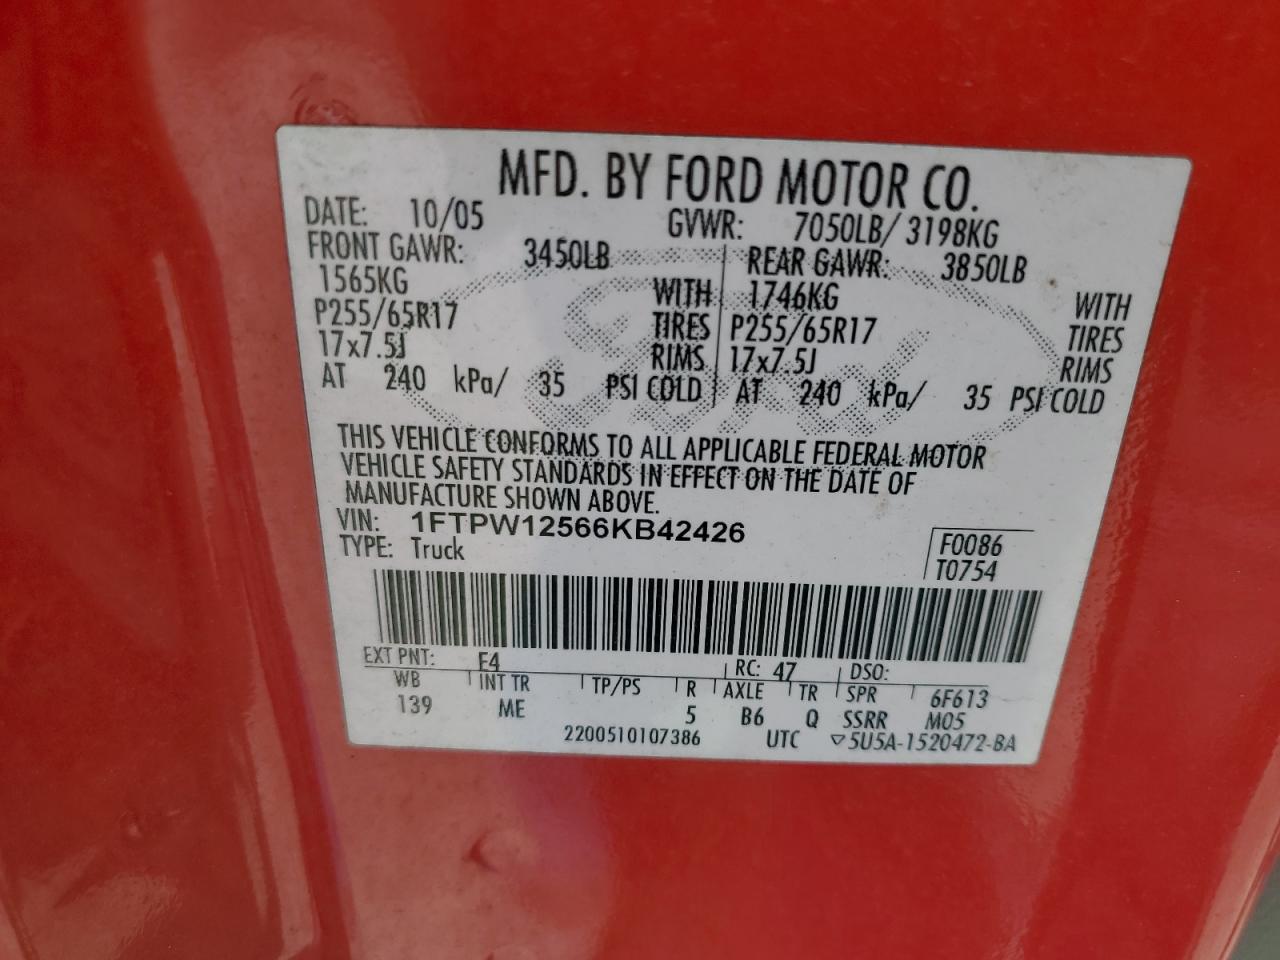 MFD. BY FORD MOTOR CO.
DATE: 10/05 GVWR: 7050LB/ 3198KG
FRONT GAWR: 3450LB REAR GAWR: 3850LB
1565KG WITH 1746KG WITH
P255/65R17 TIRES P255/65R17 TIRES
17x7.5J RIMS 17x7.5J RIMS
AT 240 kPa/ 35 PSI COLD AT 240 kPa/ 35 PSI COLD
THIS VEHICLE CONFORMS TO ALL APPLICABLE FEDERAL MOTOR
VEHICLE SAFETY STANDARDS IN EFFECT ON THE DATE OF
MANUFACTURE SHOWN ABOVE.
VIN: 1FTPW12566KB42426 F0086
TYPE: Truck T0754
EXT PNT: E4 RC: 47 DSO:
WB INT TR TP/PS R AXLE TR SPR 6F613
139 ME 5 B6 Q SSRR M05
2200510107386 UTC ▽5U5A-1520472-BA
Ford